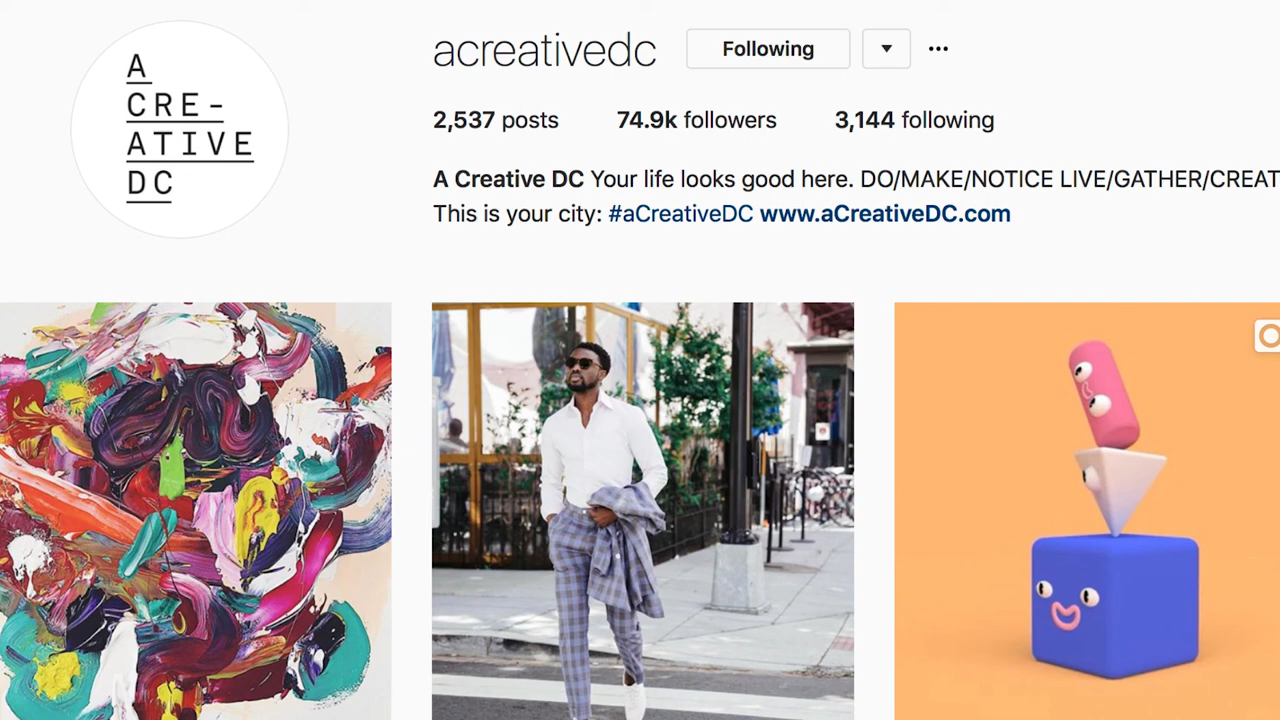 A
CRE-
ATIVE
DC
acreativedc Following
2,537 posts 74.9k followers 3,144 following
A Creative DC Your life looks good here. DO/MAKE/NOTICE LIVE/GATHER/CREAT
This is your city: #aCreativeDC www.aCreativeDC.com